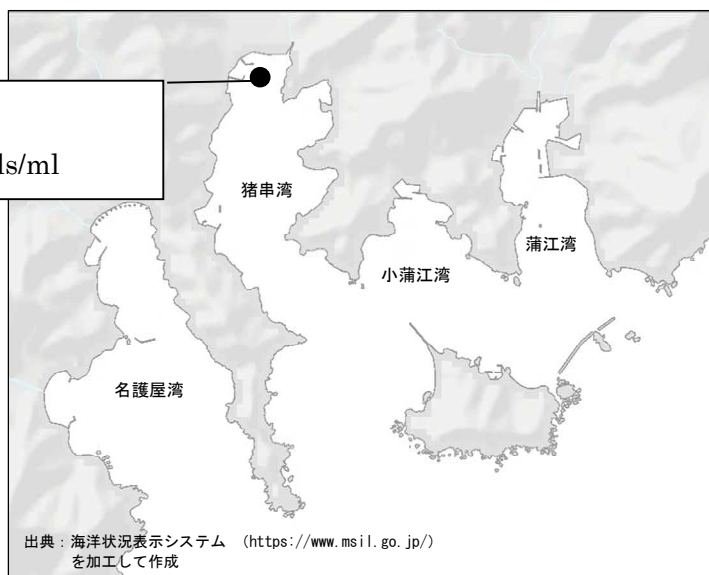 ls/ml
猪串湾
蒲江湾
小蒲江湾
名護屋湾
出典:海洋状況表示システム (https://www.msil.go.jp/)
を加工して作成